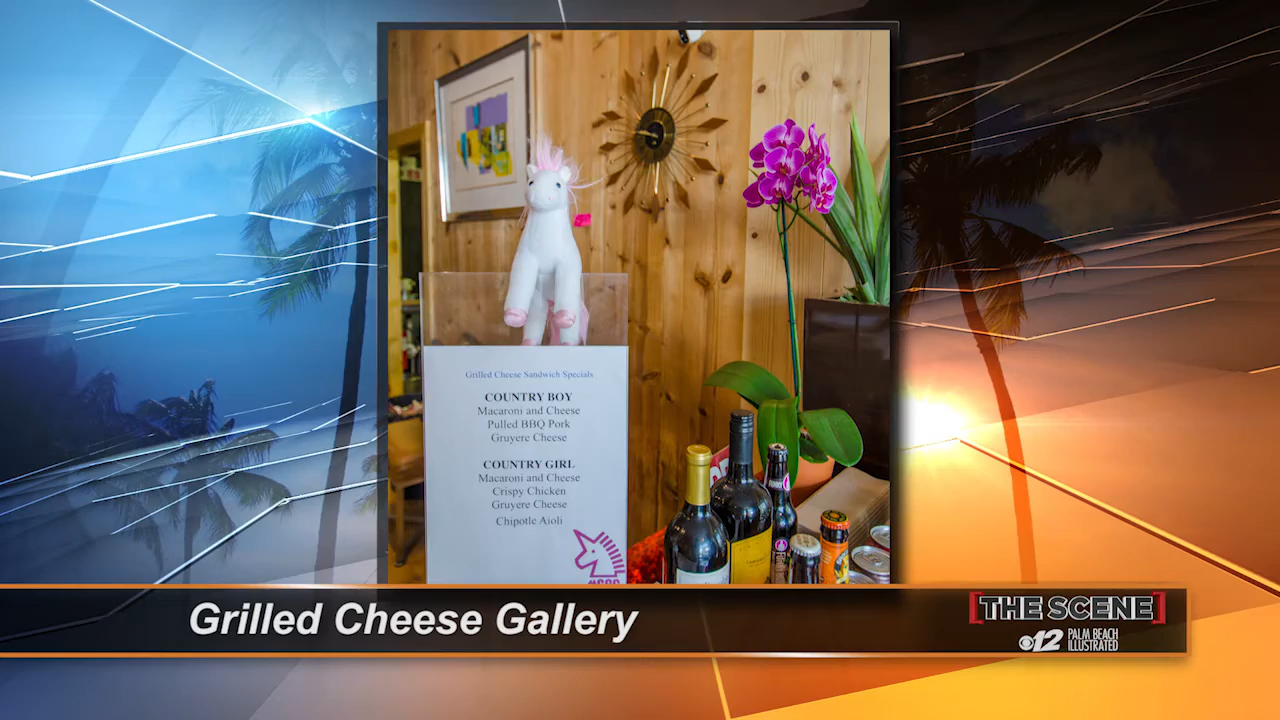 Grilled Cheese Sandwich Specials
COUNTRY BOY
Macaroni and Cheese
Pulled BBQ Pork
Gruyere Cheese
COUNTRY GIRL
Macaroni and Cheese
Crispy Chicken
Gruyere Cheese
Chipotle Aioli
Grilled Cheese Gallery
[THE SCENE]
12 PALM BEACH
ILLUSTRATED